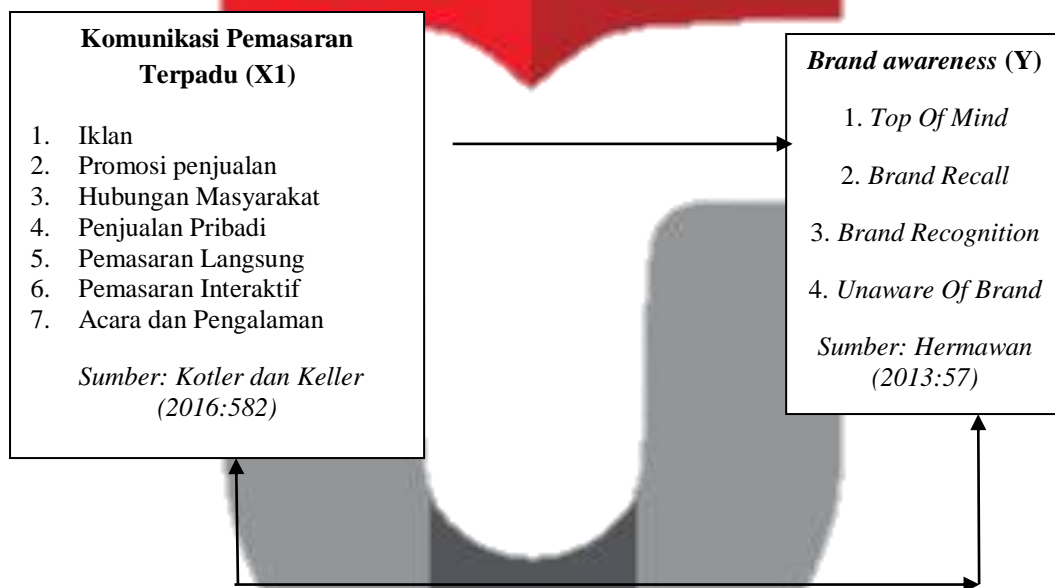 Komunikasi Pemasaran
Terpadu (X1)
1. Iklan
2. Promosi penjualan
3. Hubungan Masyarakat
4. Penjualan Pribadi
5. Pemasaran Langsung
6. Pemasaran Interaktif
7. Acara dan Pengalaman
Sumber: Kotler dan Keller
(2016:582)
Brand awareness (Y)
1. Top Of Mind
2. Brand Recall
3. Brand Recognition
4. Unaware Of Brand
Sumber: Hermawan
(2013:57)